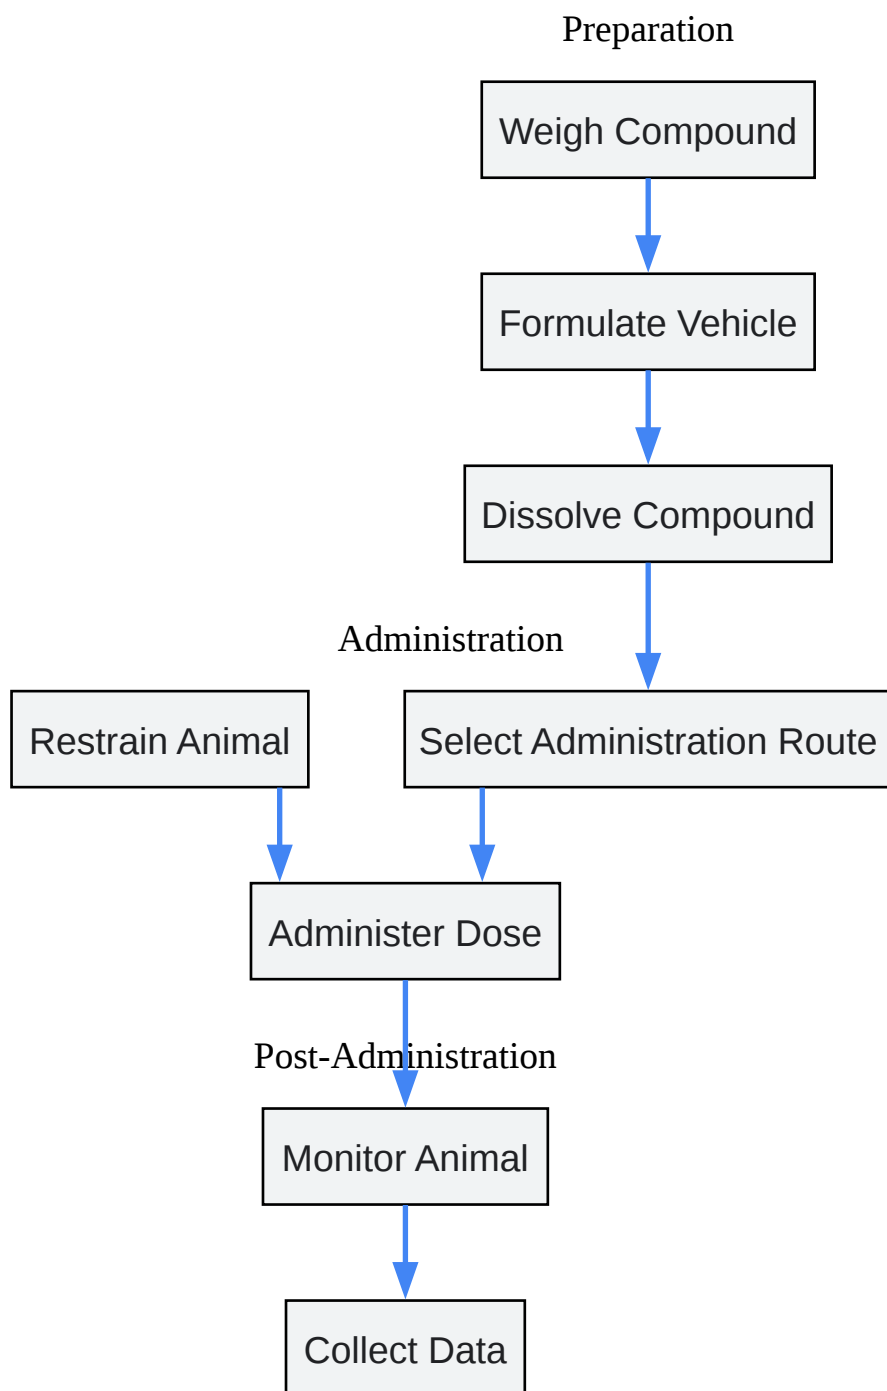 Preparation
Weigh Compound
Formulate Vehicle
Dissolve Compound
Administration
Restrain Animal
Select Administration Route
Administer Dose
Post-Administration
Monitor Animal
Collect Data